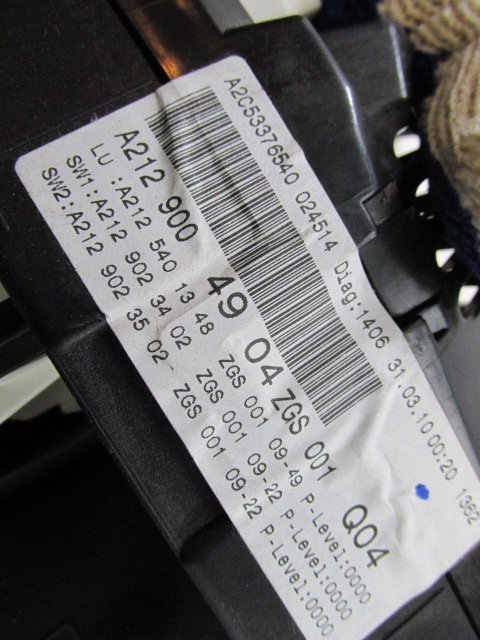 A2C53376540 024514 Diag:1406 31.03.10 00:20 1362
A212 900 49 04 ZGS 001 Q04
LU :A212 540 13 48 ZGS 001 09-49 P-Level:0000
SW1:A212 902 34 02 ZGS 001 09-22 P-Level:0000
SW2:A212 902 35 02 ZGS 001 09-22 P-Level:0000